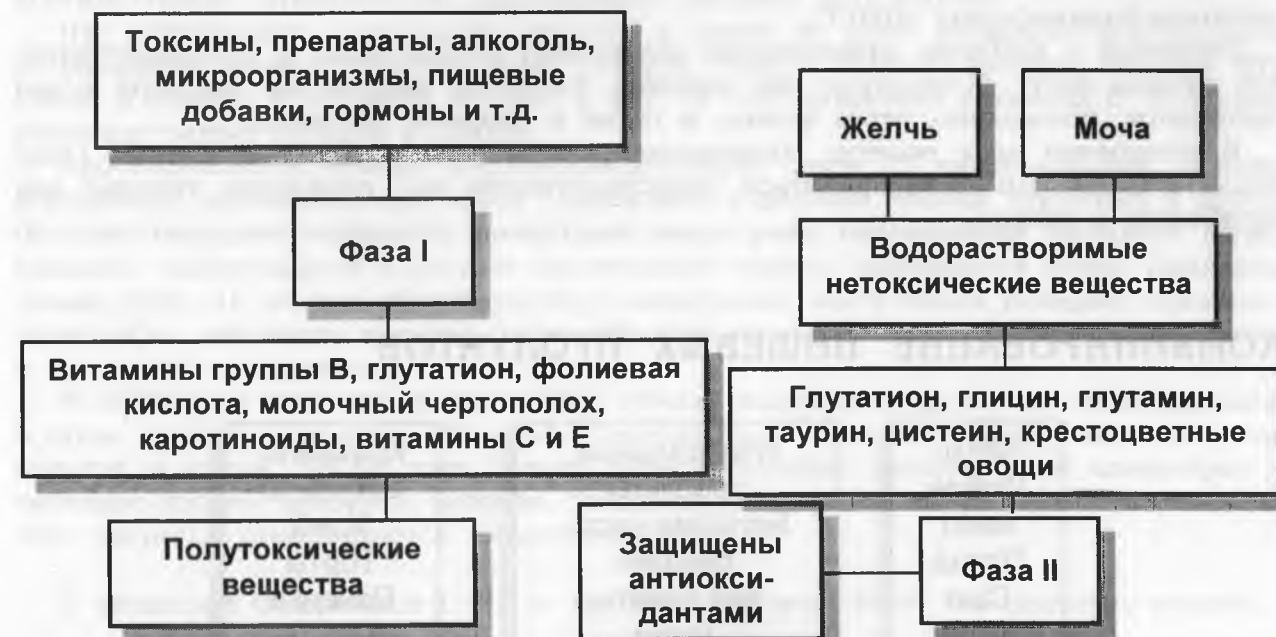 Токсины, препараты, алкоголь,
микроорганизмы, пищевые
добавки, гормоны и т.д.
Фаза I
Витамины группы В, глутатион, фолиевая
кислота, молочный чертополох,
каротиноиды, витамины С и Е
Полутоксические
вещества
Желчь
Моча
Водорастворимые
нетоксические вещества
Глутатион, глицин, глутамин,
таурин, цистеин, крестоцветные
овощи
Защищены
антиокси-
дантами
Фаза II